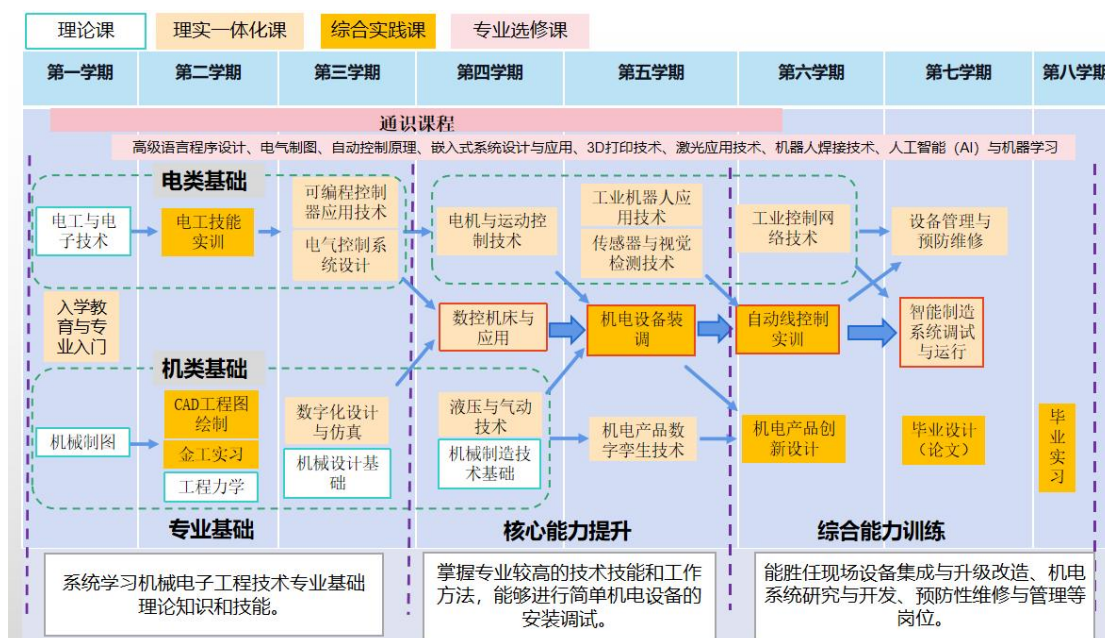 理论课
理实一体化课
综合实践课
专业选修课
第一学期
第二学期
第三学期
第四学期
第五学期
第六学期
第七学期
第八学期
通识课程
高级语言程序设计、电气制图、自动控制原理、嵌入式系统设计与应用、3D打印技术、激光应用技术、机器人焊接技术、人工智能（AI）与机器学习
电类基础
电工与电
子技术
电工技能
实训
可编程控制
器应用技术
电气控制系
统设计
电机与运动控
制技术
工业机器人应
用技术
传感器与视觉
检测技术
工业控制网
络技术
设备管理与
预防维修
入学教
育与专
业入门
数控机床与
应用
机电设备装
调
自动线控制
实训
智能制造
系统调试
与运行
机类基础
机械制图
CAD工程图
绘制
金工实习
工程力学
数字化设计
与仿真
机械设计基
础
液压与气动
技术
机械制造技
术基础
机电产品数
字孪生技术
机电产品创
新设计
毕业设计
（论文）
毕
业
实
习
专业基础
核心能力提升
综合能力训练
系统学习机械电子工程技术专业基础
理论知识和技能。
掌握专业较高的技术技能和工作
方法，能够进行简单机电设备的
安装调试。
能胜任现场设备集成与升级改造、机电
系统研究与开发、预防性维修与管理等
岗位。